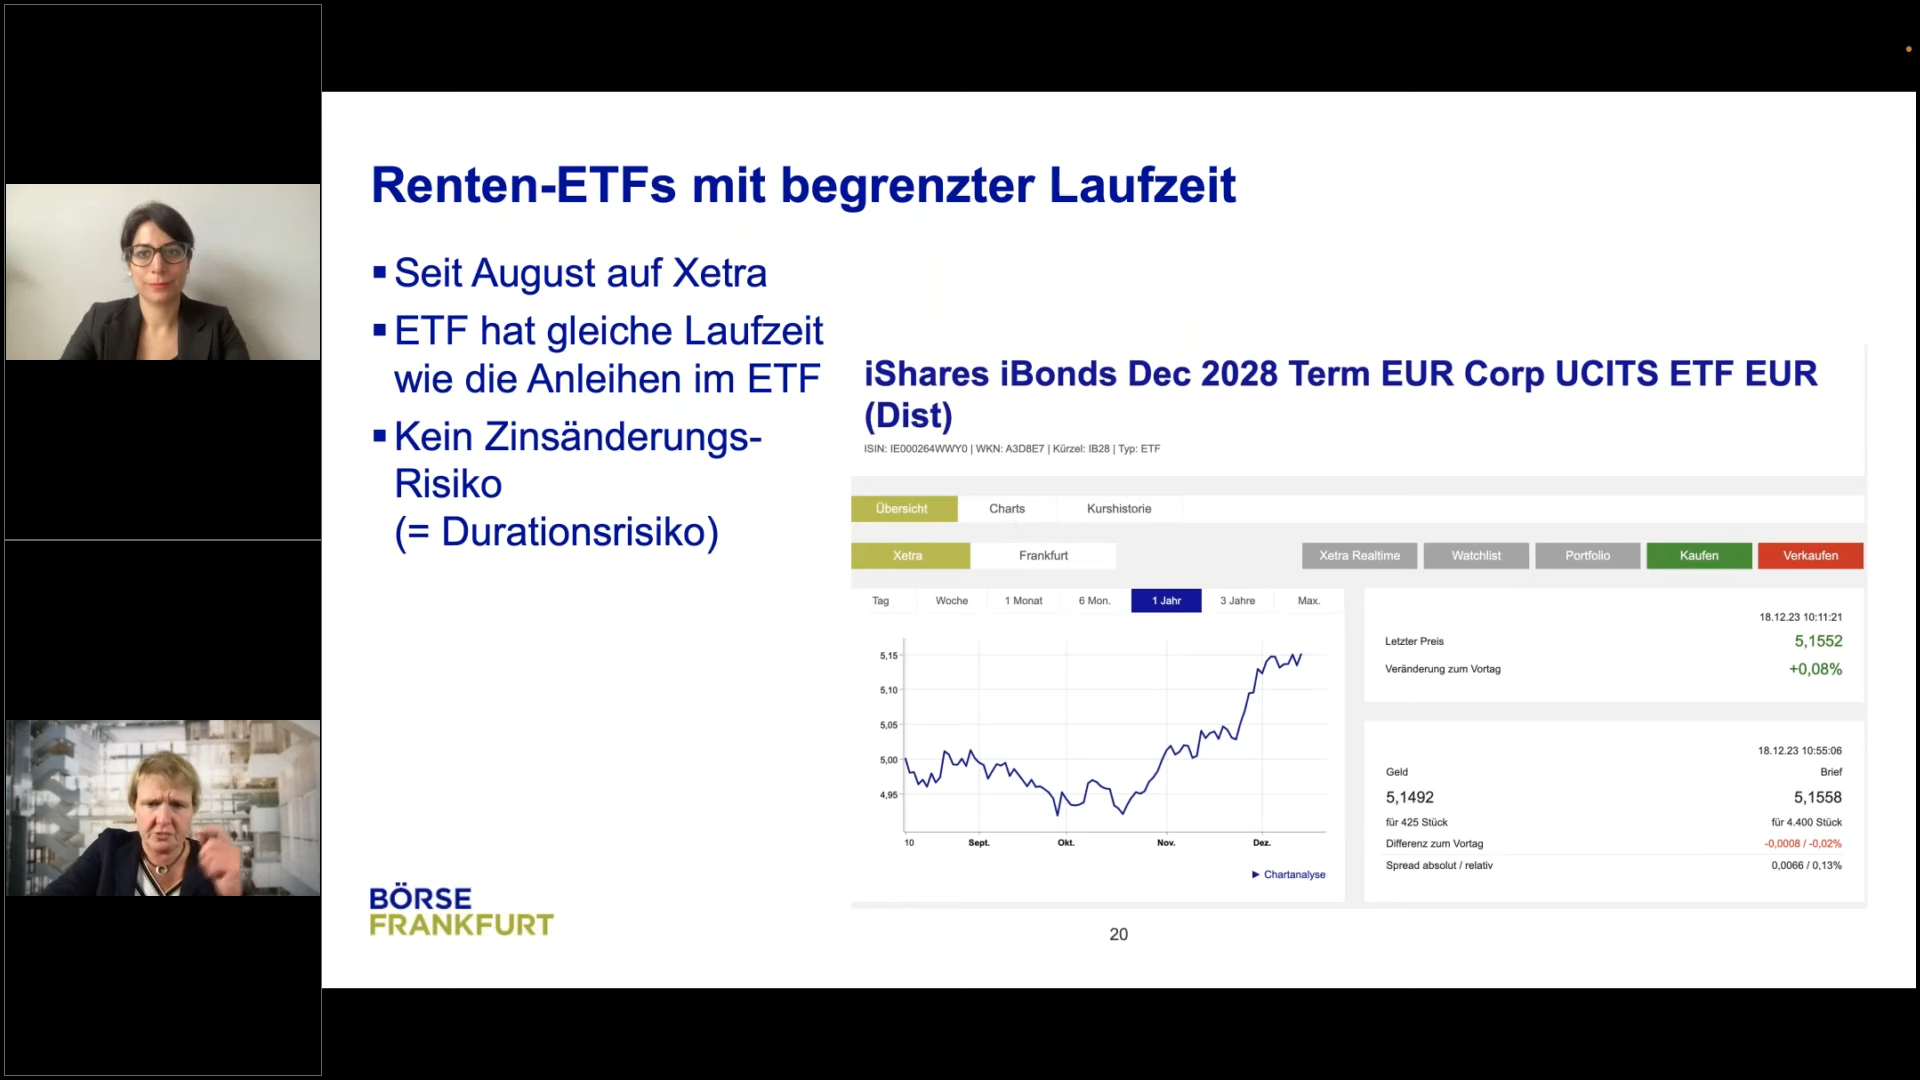 Renten-ETFs mit begrenzter Laufzeit
▪ Seit August auf Xetra
▪ ETF hat gleiche Laufzeit
wie die Anleihen im ETF
▪ Kein Zinsänderungs-
Risiko
(= Durationsrisiko)
iShares iBonds Dec 2028 Term EUR Corp UCITS ETF EUR
(Dist)
ISIN: IE000264WWY0 | WKN: A3D8E7 | Kürzel: IB28 | Typ: ETF
Übersicht Charts Kurshistorie
Xetra Frankfurt Xetra Realtime Watchlist Portfolio Kaufen Verkaufen
Tag Woche 1 Monat 6 Mon. 1 Jahr 3 Jahre Max.
5,15
5,10
5,05
5,00
4,95
10 Sept. Okt. Nov. Dez.
▶ Chartanalyse
18.12.23 10:11:21
Letzter Preis 5,1552
Veränderung zum Vortag +0,08%
18.12.23 10:55:06
Geld Brief
5,1492 5,1558
für 425 Stück für 4.400 Stück
Differenz zum Vortag -0,0008 / -0,02%
Spread absolut / relativ 0,0066 / 0,13%
BÖRSE
FRANKFURT
20